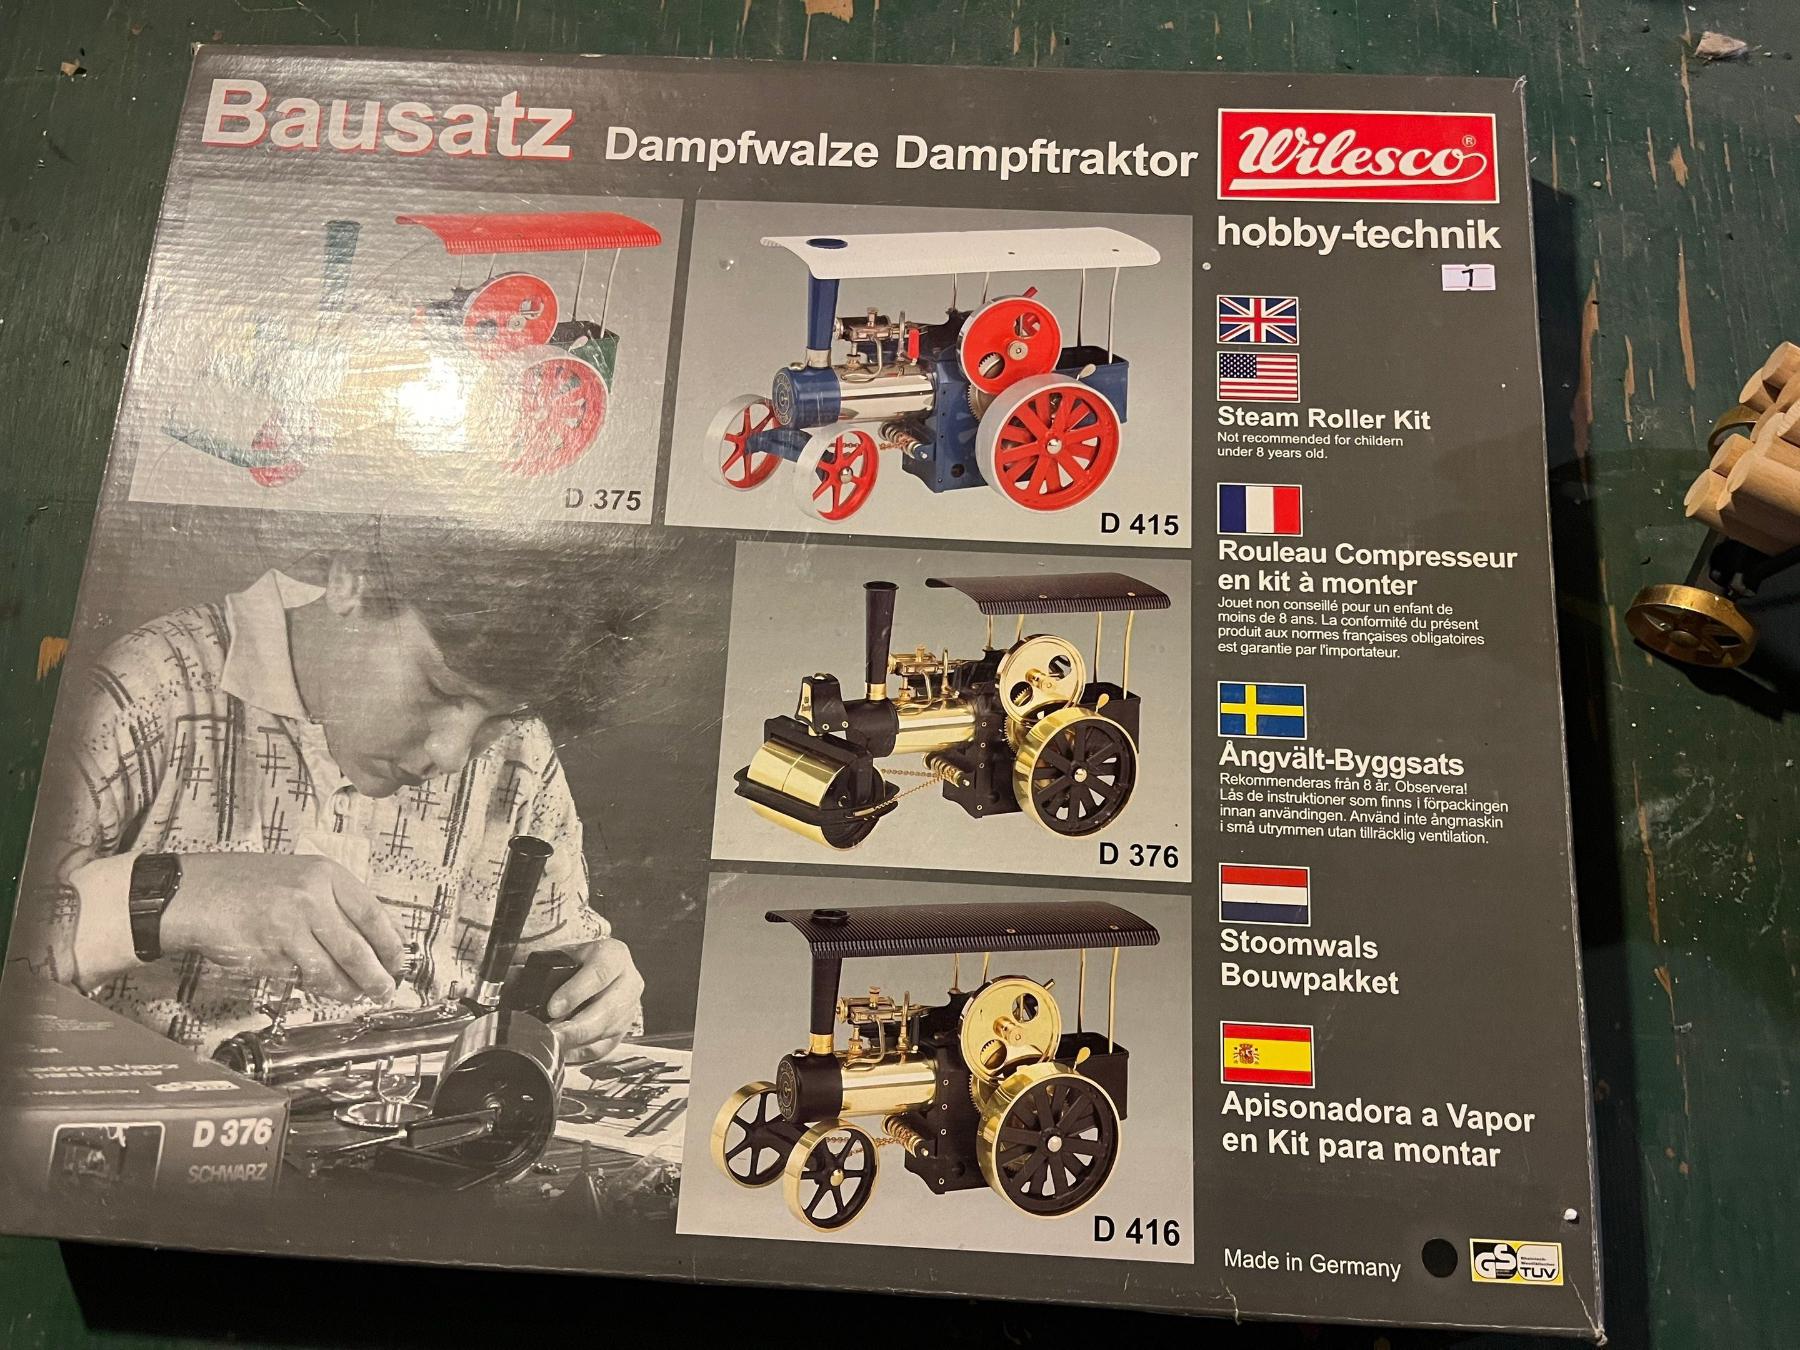 Bausatz Dampfwalze Dampftraktor
Wilesco®
hobby-technik
1
D 375
D 415
D 376
D 416
Steam Roller Kit
Not recommended for childern
under 8 years old.
Rouleau Compresseur
en kit à monter
Jouet non conseillé pour un enfant de
moins de 8 ans. La conformité du présent
produit aux normes françaises obligatoires
est garantie par l'importateur.
Ångvält-Byggsats
Rekommenderas från 8 år. Observera!
Lås de instruktioner som finns i förpackingen
innan användingen. Använd inte ångmaskin
i små utrymmen utan tillräcklig ventilation.
Stoomwals
Bouwpakket
Apisonadora a Vapor
en Kit para montar
D 376
SCHWARZ
Made in Germany
GS
TÜV